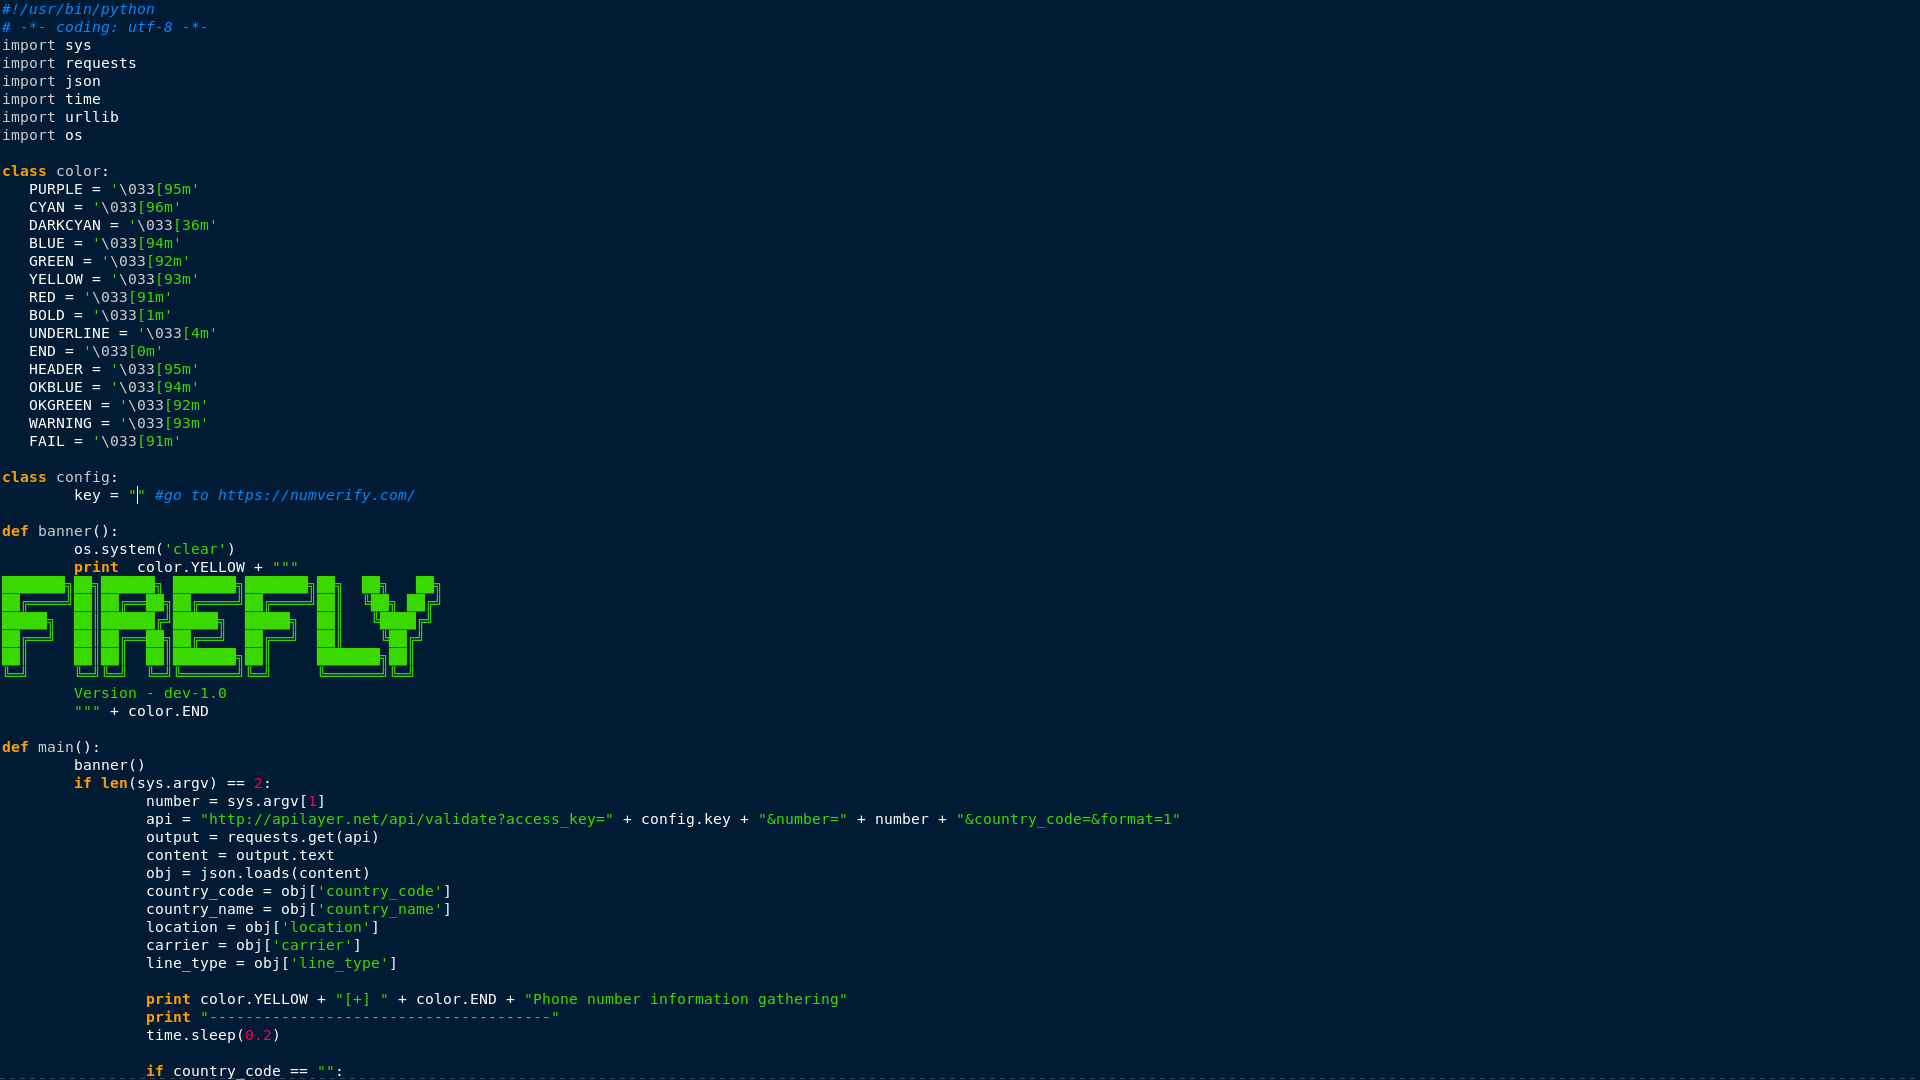 #!/usr/bin/python
# -*- coding: utf-8 -*-
import sys
import requests
import json
import time
import urllib
import os
class color:
PURPLE = '\033[95m'
CYAN = '\033[96m'
DARKCYAN = '\033[36m'
BLUE = '\033[94m'
GREEN = '\033[92m'
YELLOW = '\033[93m'
RED = '\033[91m'
BOLD = '\033[1m'
UNDERLINE = '\033[4m'
END = '\033[0m'
HEADER = '\033[95m'
OKBLUE = '\033[94m'
OKGREEN = '\033[92m'
WARNING = '\033[93m'
FAIL = '\033[91m'
class config:
key = "" #go to https://numverify.com/
def banner():
os.system('clear')
print  color.YELLOW + """
FIREFLY
Version - dev-1.0
""" + color.END
def main():
banner()
if len(sys.argv) == 2:
number = sys.argv[1]
api = "http://apilayer.net/api/validate?access_key=" + config.key + "&number=" + number + "&country_code=&format=1"
output = requests.get(api)
content = output.text
obj = json.loads(content)
country_code = obj['country_code']
country_name = obj['country_name']
location = obj['location']
carrier = obj['carrier']
line_type = obj['line_type']
print color.YELLOW + "[+] " + color.END + "Phone number information gathering"
print "--------------------------------------"
time.sleep(0.2)
if country_code == "":